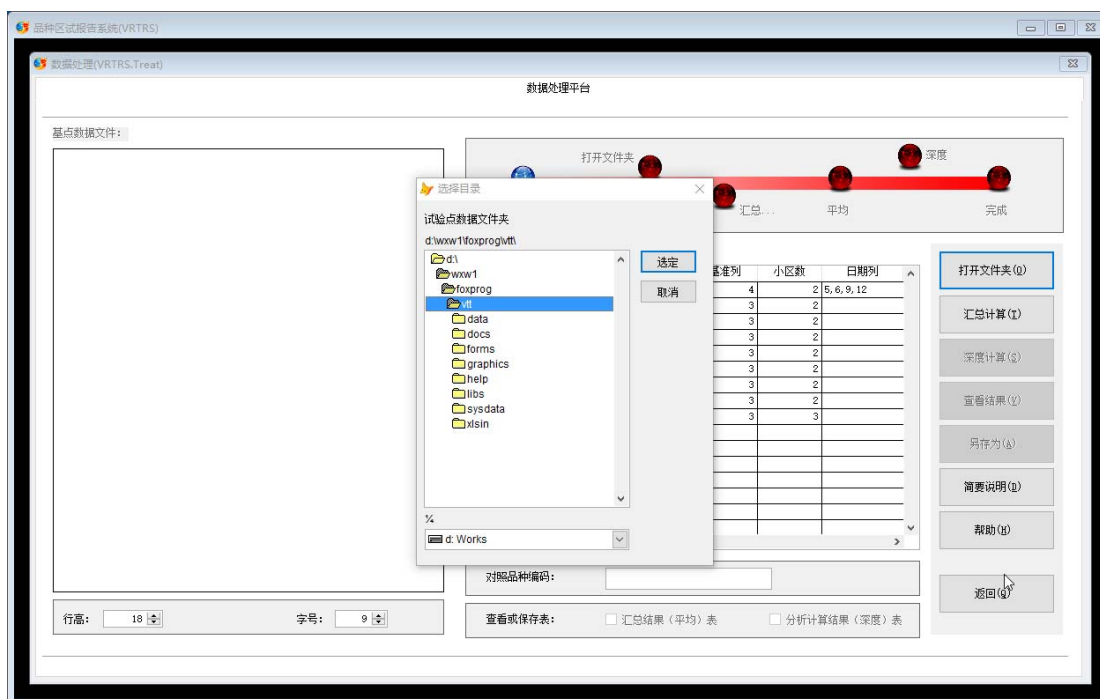 品种区试报告系统(VRTRS)
数据处理(VRTRS.Treat)
数据处理平台
基点数据文件:
打开文件夹
深度
汇总...
平均
完成
选择目录
试验点数据文件夹
d:\wxw1\foxprog\vtt\
d:\
wxw1
foxprog
vtt
data
docs
forms
graphics
help
libs
sysdata
xlsin
选定
取消
d: Works
基准列 小区数 日期列
4 2 5,6,9,12
3 2
3 2
3 2
3 2
3 2
3 2
3 2
3 3
打开文件夹(O)
汇总计算(I)
深度计算(S)
查看结果(Y)
另存为(A)
简要说明(D)
帮助(H)
返回(Q)
对照品种编码:
行高: 18
字号: 9
查看或保存表:
汇总结果(平均)表
分析计算结果(深度)表